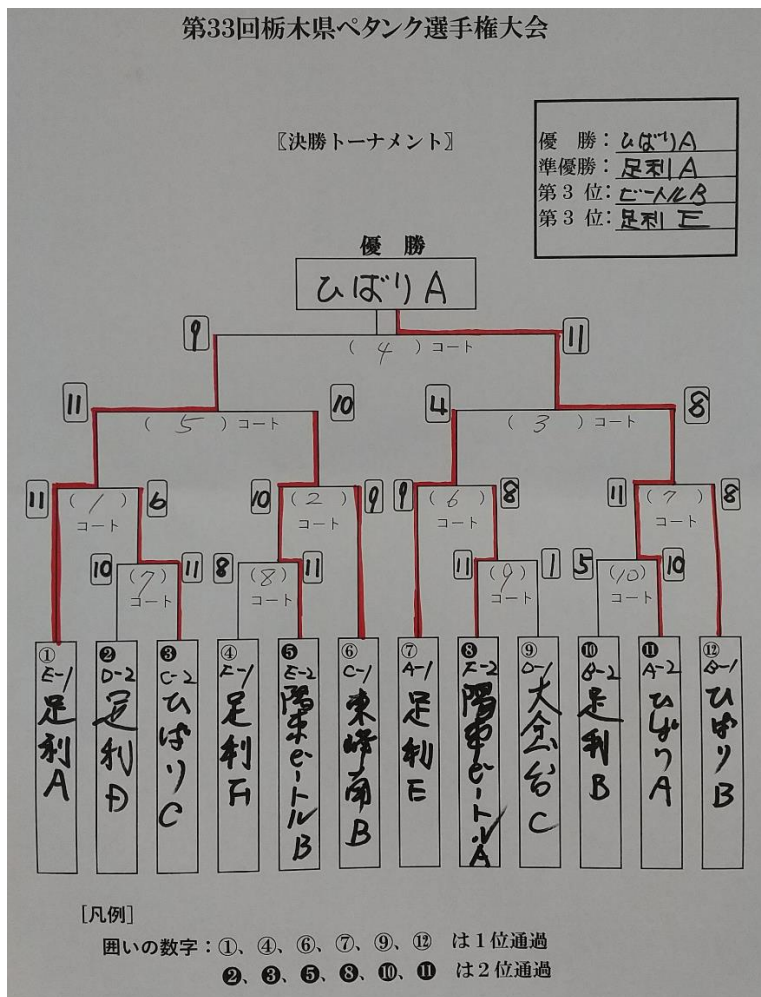 第33回栃木県ペタンク選手権大会
〖決勝トーナメント〗
優 勝：ひばりA
準優勝：足利A
第3 位：ビートルB
第3 位：足利 E
優 勝
ひばり A
9
11
( 4 ) コート
11
10
4
8
( 5 ) コート
( 3 ) コート
11
( 1 )
6
10
( 2 )
9
9
( 6 )
8
11
( 7 )
8
コート
コート
コート
コート
10
( 7 )
11
8
( 8 )
11
11
( 9 )
1
5
(10)
10
コート
コート
コート
コート
① E-1 足利A
❷ D-2 足利D
❸ C-2 ひばりC
④ F-1 足利F
❺ E-2 陽東ビートルB
⑥ C-1 東峰南B
⑦ A-1 足利E
❽ F-2 陽東ビートルA
⑨ D-1 大金台C
❿ B-2 足利B
⓫ A-2 ひばりA
⑫ B-1 ひばりB
[凡例]
囲いの数字：①、④、⑥、⑦、⑨、⑫ は１位通過
❷、❸、❺、❽、❿、⓫ は２位通過